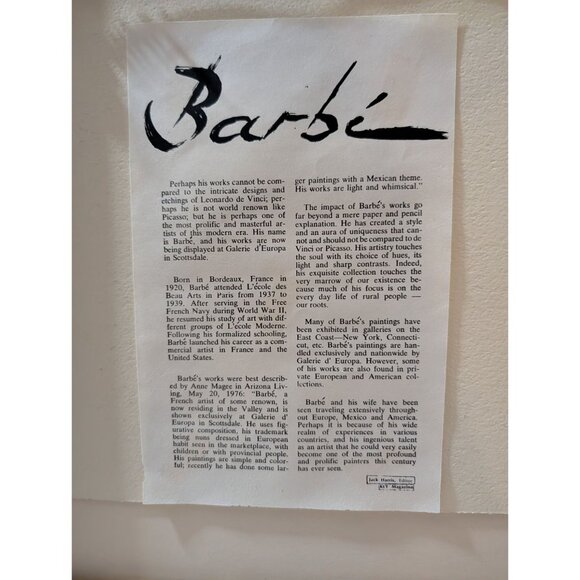 Barbé
Perhaps his works cannot be com-
pared to the intricate designs and
etchings of Leonardo de Vinci; per-
haps he is not world renown like
Picasso; but he is perhaps one of
the most prolific and masterful ar-
tists of this modern era. His name
is Barbé, and his works are now
being displayed at Galerie d'Europa
in Scottsdale.
Born in Bordeaux, France in
1920, Barbé attended L'école des
Beau Arts in Paris from 1937 to
1939. After serving in the Free
French Navy during World War II,
he resumed his study of art with dif-
ferent groups of L'ecole Moderne.
Following his formalized schooling,
Barbé launched his career as a com-
mercial artist in France and the
United States.
Barbé's works were best describ-
ed by Anne Magee in Arizona Liv-
ing, May 20, 1976: "Barbé, a
French artist of some renown, is
now residing in the Valley and is
shown exclusively at Galerie d'
Europa in Scottsdale. He uses fig-
urative composition, his trademark
being nuns dressed in European
habit seen in the marketplace, with
children or with provincial people.
His paintings are simple and color-
ful; recently he has done some lar-
ger paintings with a Mexican theme.
His works are light and whimsical."
The impact of Barbé's works go
far beyond a mere paper and pencil
explanation. He has created a style
and an aura of uniqueness that can-
not and should not be compared to de
Vinci or Picasso. His artistry touches
the soul with its choice of hues, its
light and sharp contrasts. Indeed,
his exquisite collection touches the
very marrow of our existence be-
cause much of his focus is on the
every day life of rural people —
our roots.
Many of Barbé's paintings have
been exhibited in galleries on the
East Coast—New York, Connecti-
cut, etc. Barbé's paintings are han-
dled exclusively and nationwide by
Galerie d' Europa. However, some
of his works are also found in pri-
vate European and American col-
lections.
Barbé and his wife have been
seen traveling extensively through-
out Europe, Mexico and America.
Perhaps it is because of his wide
realm of experiences in various
countries, and his ingenious talent
as an artist that he could very easily
become one of the most profound
and prolific painters this century
has ever seen.
Jack Harris, Editor
Art Magazine